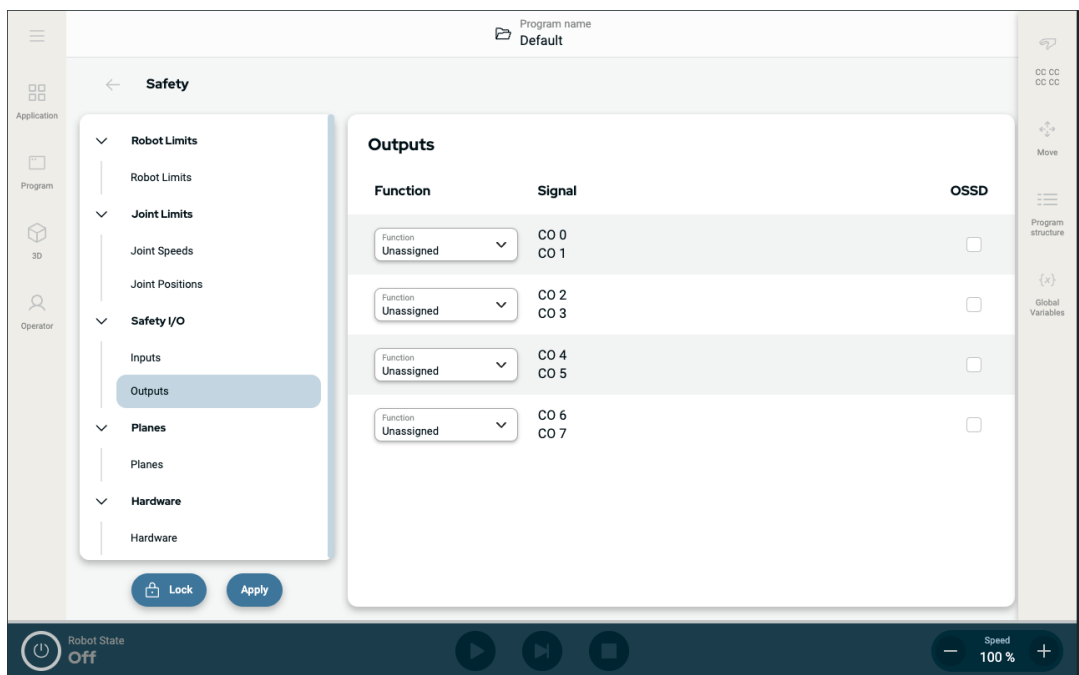 Program name
Default
Application
Program
3D
Operator
Safety
Robot Limits
Robot Limits
Joint Limits
Joint Speeds
Joint Positions
Safety I/O
Inputs
Outputs
Planes
Planes
Hardware
Hardware
Lock
Apply
Outputs
Function Signal OSSD
Function
Unassigned
CO 0
CO 1
Function
Unassigned
CO 2
CO 3
Function
Unassigned
CO 4
CO 5
Function
Unassigned
CO 6
CO 7
CC CC
CC CC
Move
Program
structure
{x}
Global
Variables
Robot State
Off
Speed
100 %